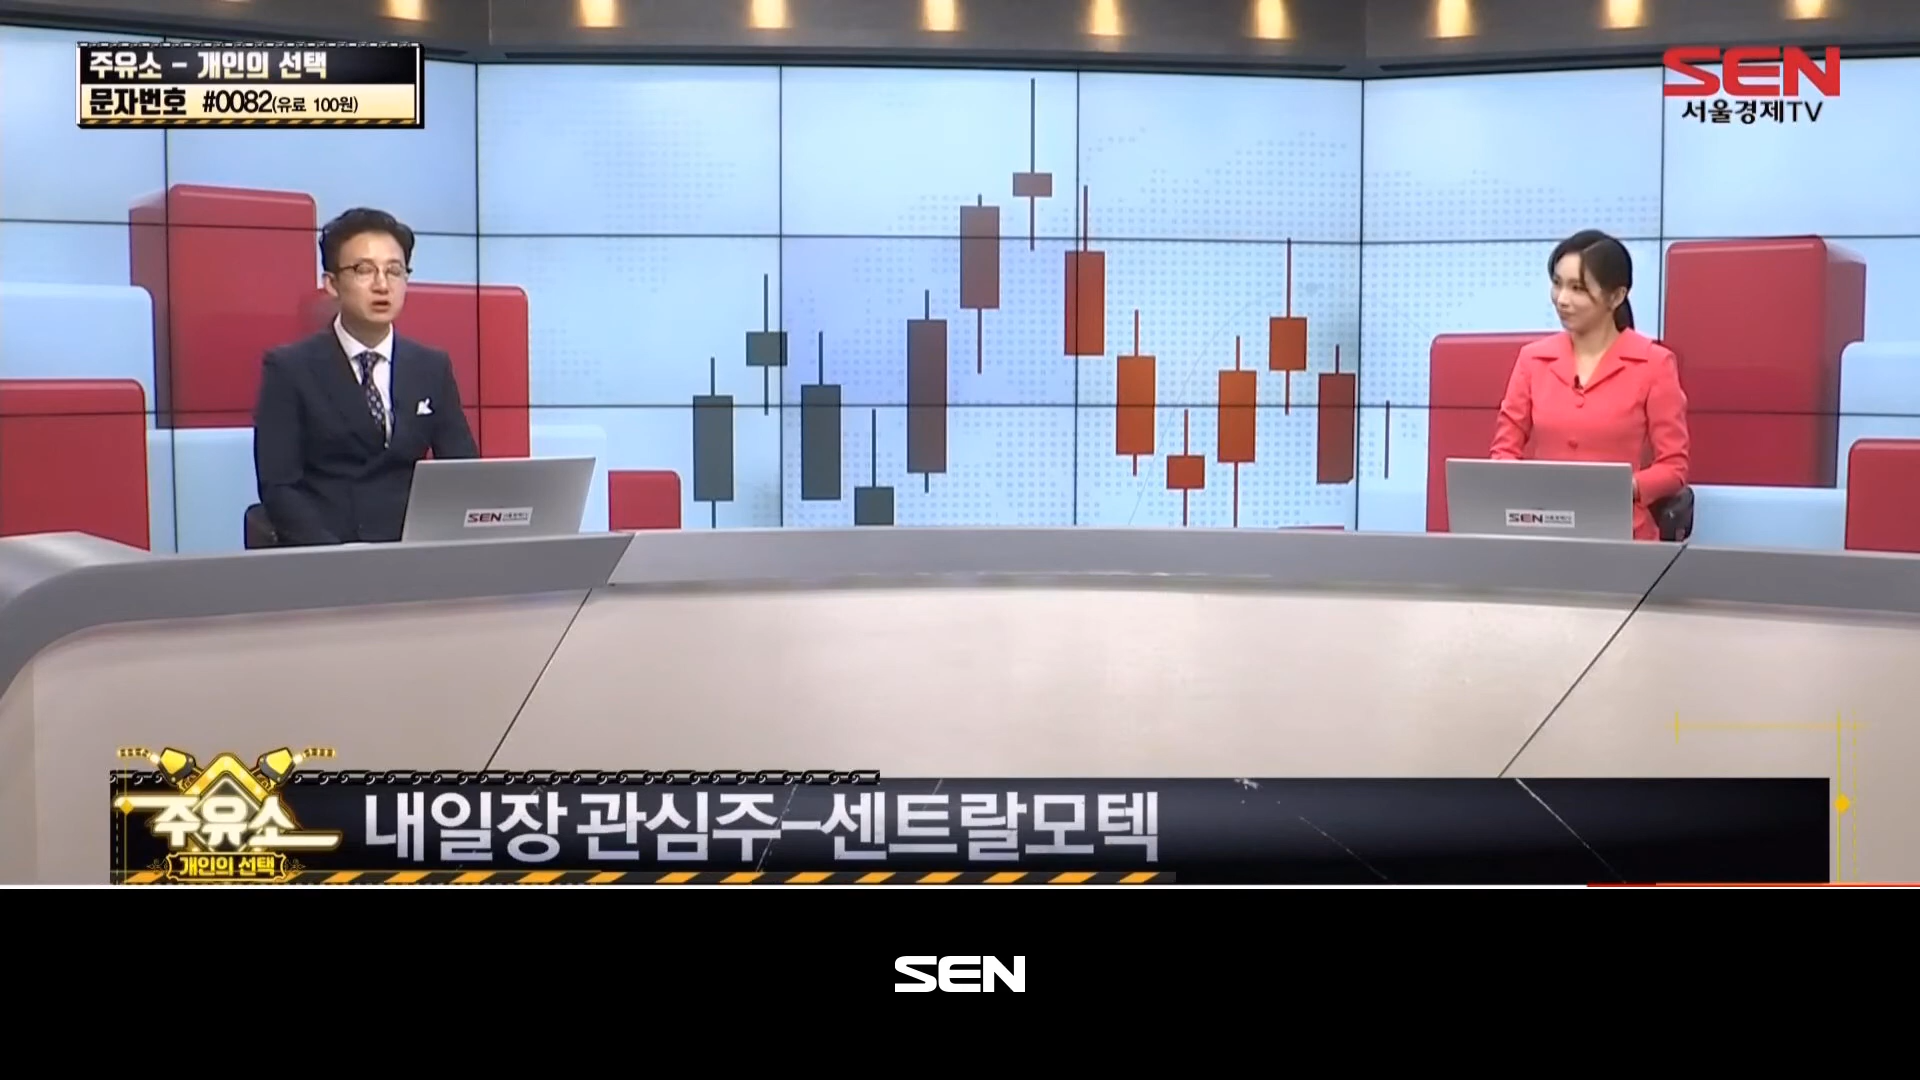 주유소 - 개인의 선택
문자번호 #0082(유료 100원)
SEN
서울경제TV
SEN
SEN
주유소
개인의 선택
내일장 관심주-센트랄모텍
SEN